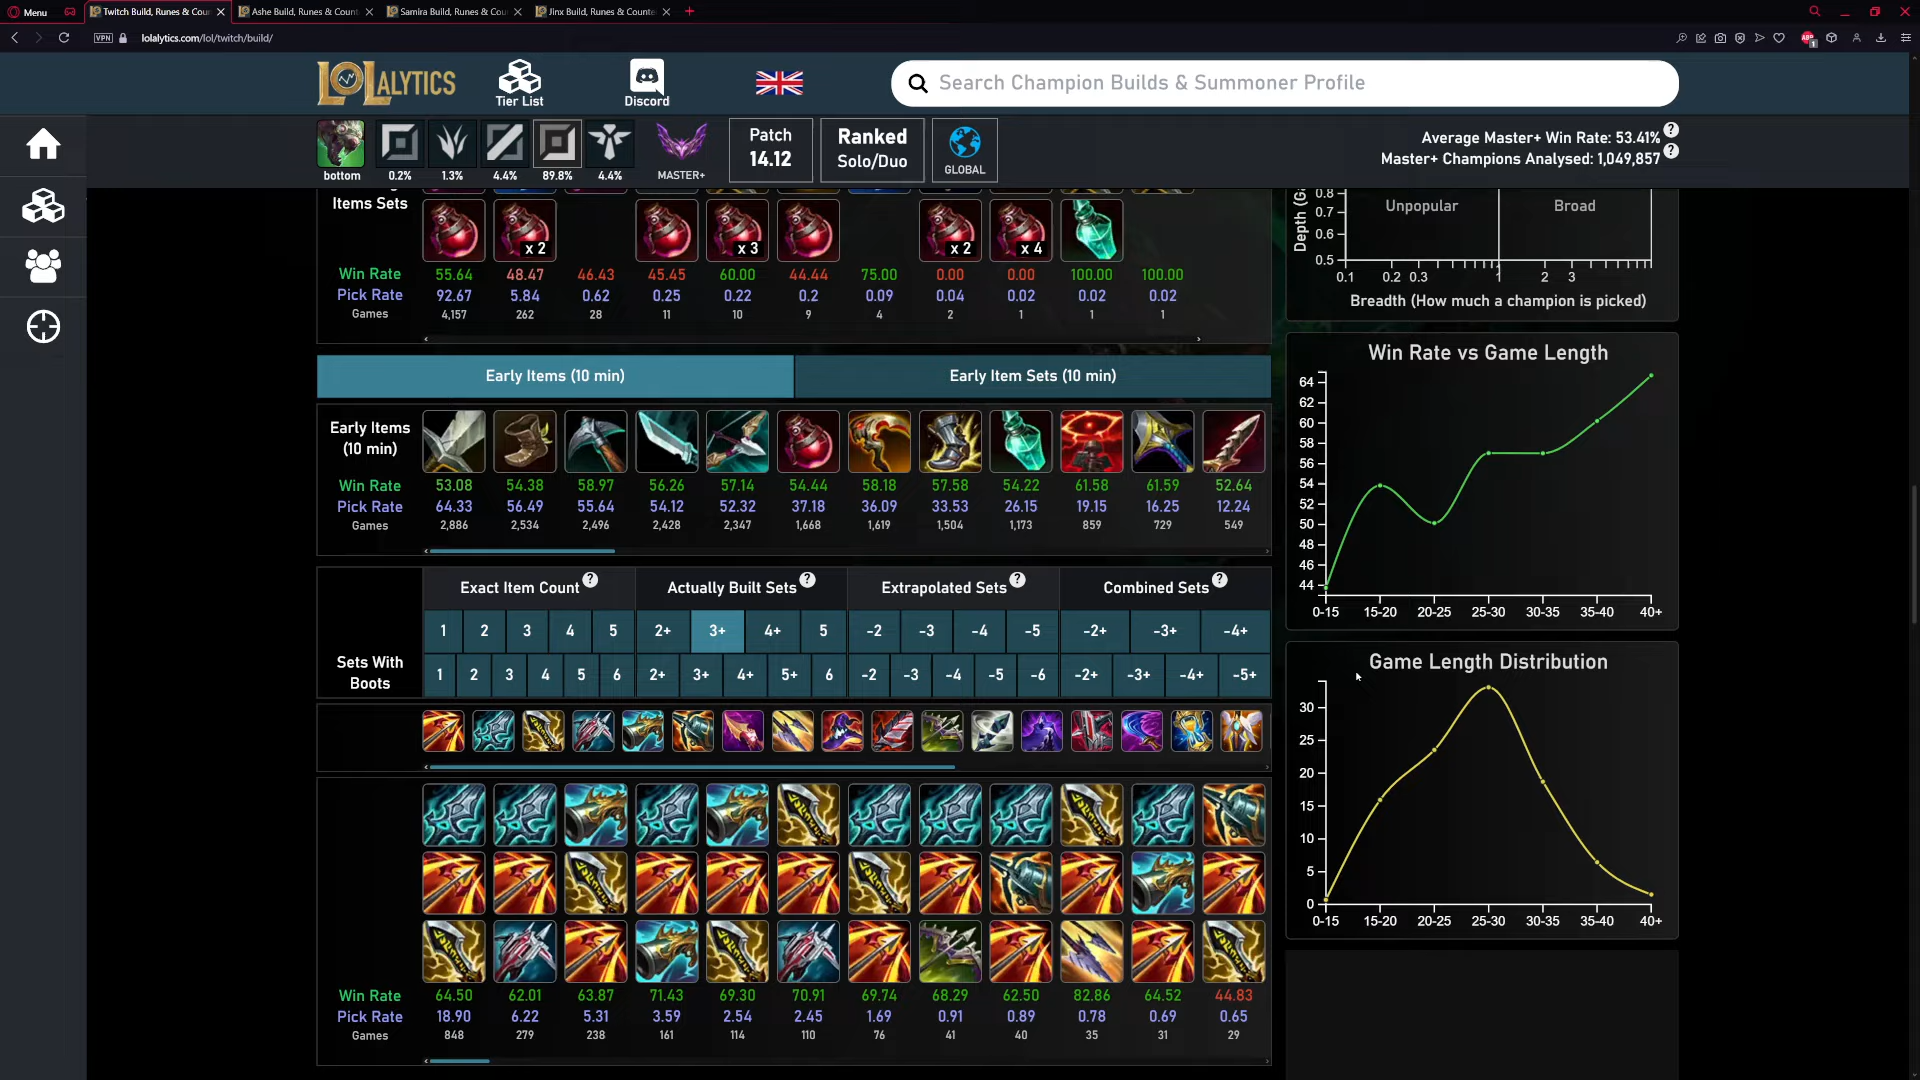 Menu
Twitch Build, Runes & Cour
Ashe Build, Runes & Count
Samira Build, Runes & Cou
Jinx Build, Runes & Counte
VPN
lolalytics.com/lol/twitch/build/
LOLALYTICS
Tier List
Discord
Search Champion Builds & Summoner Profile
bottom
0.2%
1.3%
4.4%
89.8%
4.4%
MASTER+
Patch
14.12
Ranked
Solo/Duo
GLOBAL
Average Master+ Win Rate: 53.41% ?
Master+ Champions Analysed: 1,049,857 ?
Items Sets
x 2
x 3
x 2
x 4
Win Rate 55.64 48.47 46.43 45.45 60.00 44.44 75.00 0.00 0.00 100.00 100.00
Pick Rate 92.67 5.84 0.62 0.25 0.22 0.2 0.09 0.04 0.02 0.02 0.02
Games 4,157 262 28 11 10 9 4 2 1 1 1
Early Items (10 min)
Early Item Sets (10 min)
Early Items
(10 min)
Win Rate 53.08 54.38 58.97 56.26 57.14 54.44 58.18 57.58 54.22 61.58 61.59 52.64
Pick Rate 64.33 56.49 55.64 54.12 52.32 37.18 36.09 33.53 26.15 19.15 16.25 12.24
Games 2,886 2,534 2,496 2,428 2,347 1,668 1,619 1,504 1,173 859 729 549
Exact Item Count ? Actually Built Sets ? Extrapolated Sets ? Combined Sets ?
1 2 3 4 5 2+ 3+ 4+ 5 -2 -3 -4 -5 -2+ -3+ -4+
Sets With
Boots
1 2 3 4 5 6 2+ 3+ 4+ 5+ 6 -2 -3 -4 -5 -6 -2+ -3+ -4+ -5+
Win Rate 64.50 62.01 63.87 71.43 69.30 70.91 69.74 68.29 62.50 82.86 64.52 44.83
Pick Rate 18.90 6.22 5.31 3.59 2.54 2.45 1.69 0.91 0.89 0.78 0.69 0.65
Games 848 279 238 161 114 110 76 41 40 35 31 29
Depth (G
0.8
0.7
0.6
0.5
Unpopular
Broad
0.1 0.2 0.3 1 2 3
Breadth (How much a champion is picked)
Win Rate vs Game Length
64
62
60
58
56
54
52
50
48
46
44
0-15 15-20 20-25 25-30 30-35 35-40 40+
Game Length Distribution
30
25
20
15
10
5
0
0-15 15-20 20-25 25-30 30-35 35-40 40+